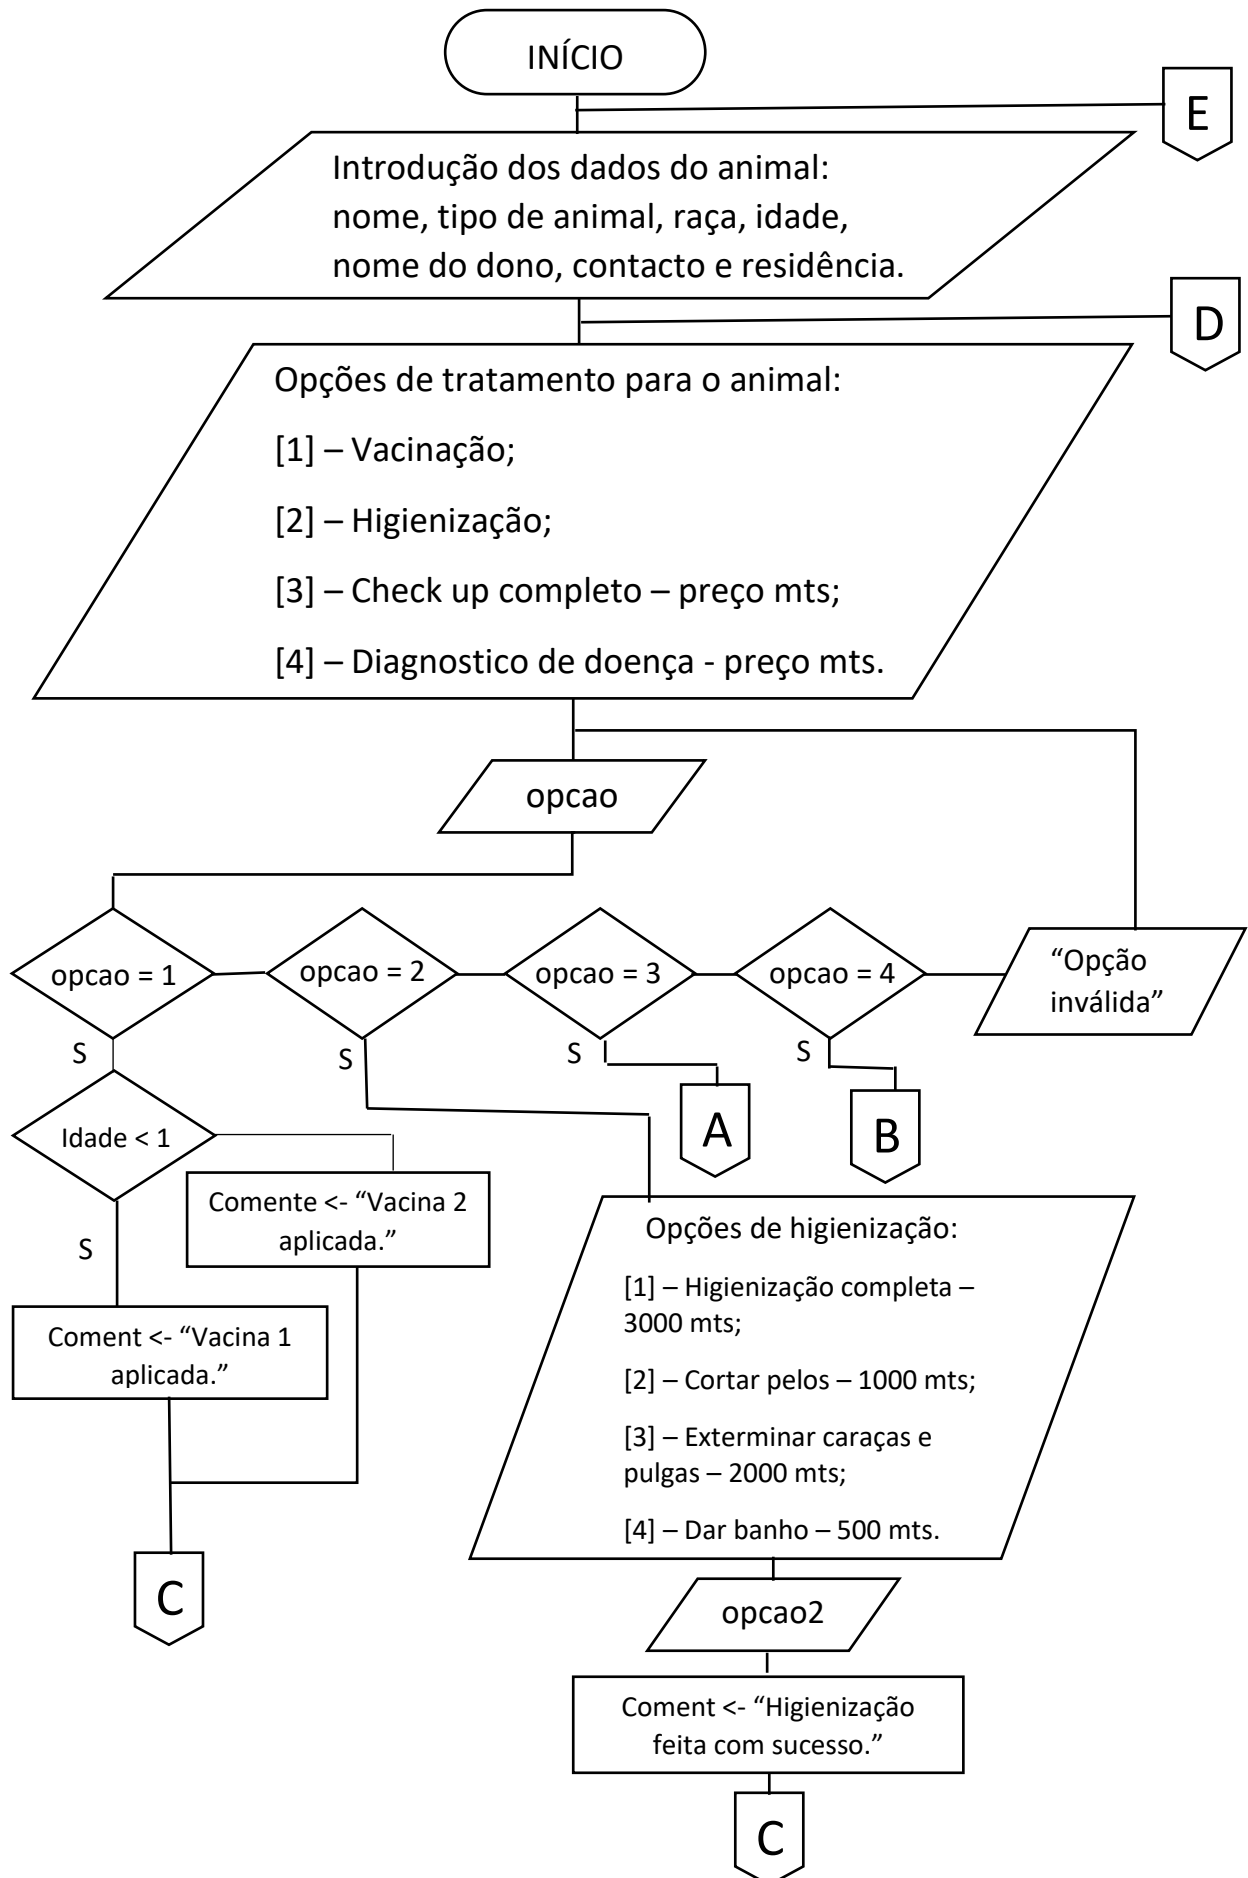 INÍCIO
E
Introdução dos dados do animal:
nome, tipo de animal, raça, idade,
nome do dono, contacto e residência.
D
Opções de tratamento para o animal:
[1] – Vacinação;
[2] – Higienização;
[3] – Check up completo – preço mts;
[4] – Diagnostico de doença - preço mts.
opcao
opcao = 1
opcao = 2
opcao = 3
opcao = 4
“Opção
inválida”
S
S
S
S
A
B
Idade < 1
Comente <- “Vacina 2
aplicada.”
S
Coment <- “Vacina 1
aplicada.”
C
Opções de higienização:
[1] – Higienização completa –
3000 mts;
[2] – Cortar pelos – 1000 mts;
[3] – Exterminar caraças e
pulgas – 2000 mts;
[4] – Dar banho – 500 mts.
opcao2
Coment <- “Higienização
feita com sucesso.”
C